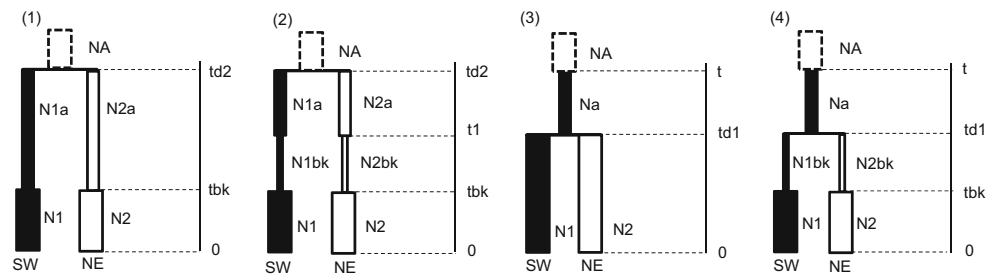 (1)
NA
td2
N1a
N2a
tbk
N1
N2
0
SW
NE
(2)
NA
td2
N1a
N2a
t1
N1bk
N2bk
tbk
N1
N2
0
SW
NE
(3)
NA
t
Na
td1
N1
N2
0
SW
NE
(4)
NA
t
Na
td1
N1bk
N2bk
tbk
N1
N2
0
SW
NE